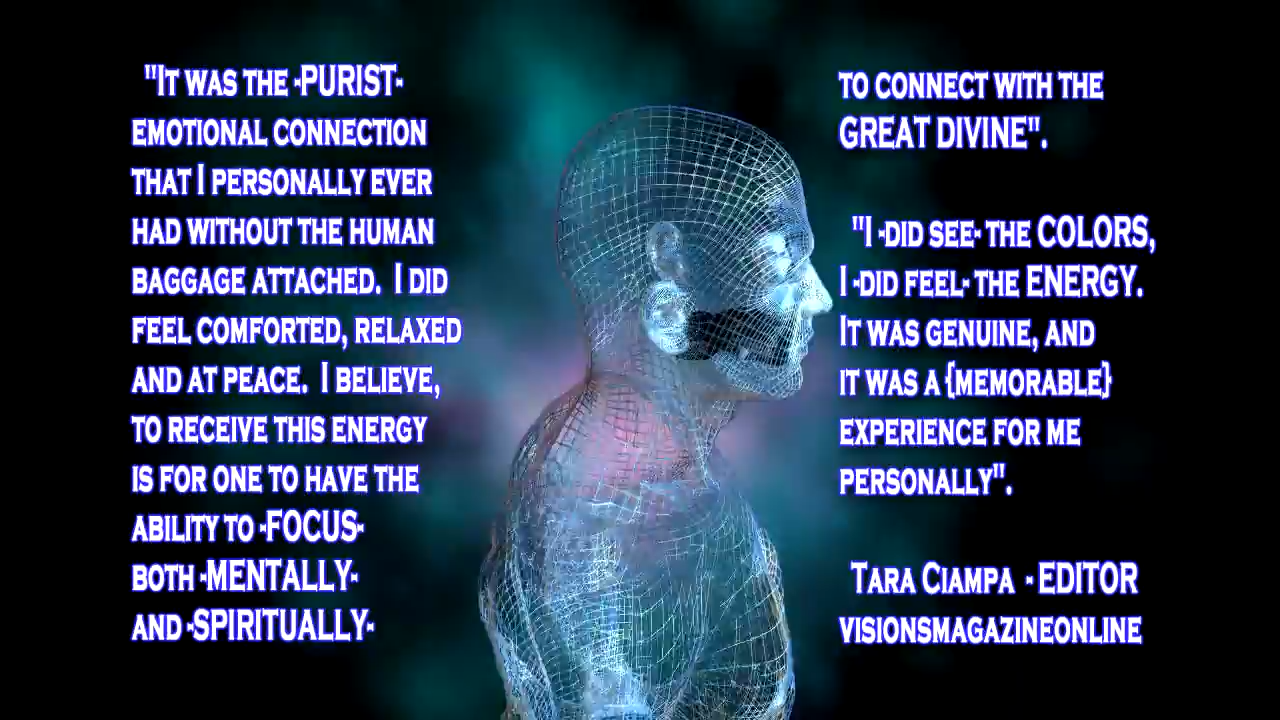 "It was the -PURIST-
emotional connection
that I personally ever
had without the human
baggage attached. I did
feel comforted, relaxed
and at peace. I believe,
to receive this energy
is for one to have the
ability to -FOCUS-
both -MENTALLY-
and -SPIRITUALLY-
to connect with the
GREAT DIVINE".
"I -did see- the COLORS,
I -did feel- the ENERGY.
It was genuine, and
it was a {memorable}
experience for me
personally".
Tara Ciampa - EDITOR
visionsmagazineonline